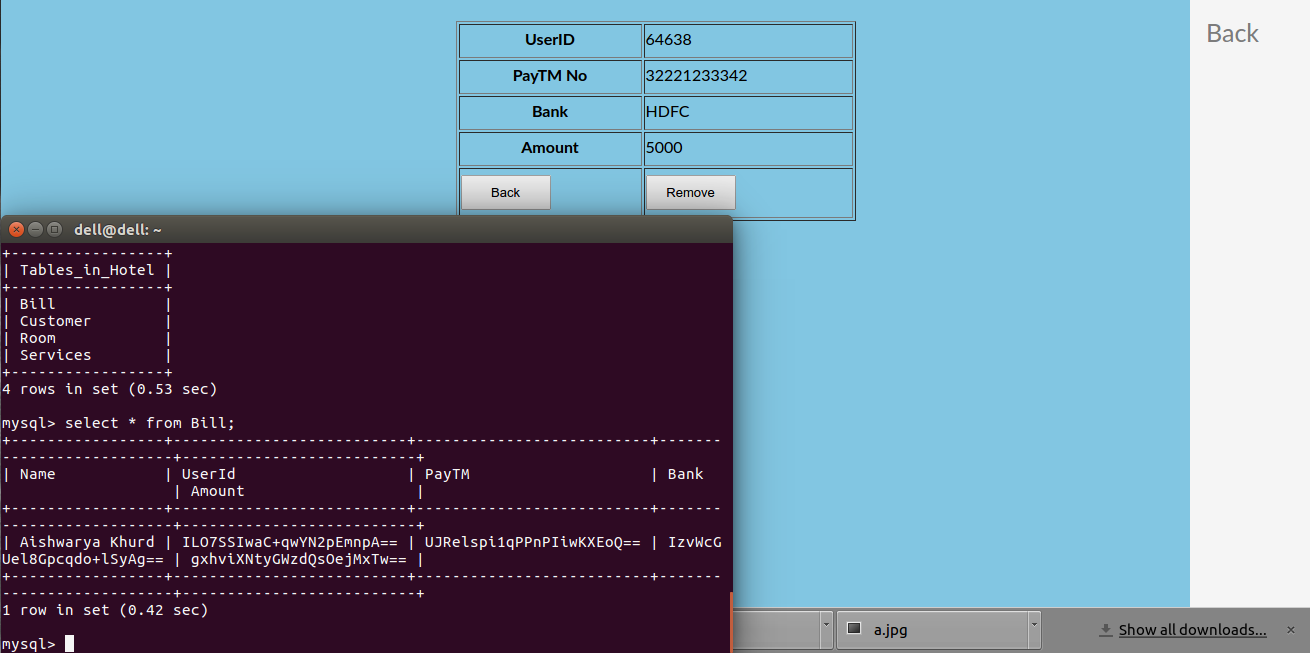 UserID 64638
PayTM No 32221233342
Bank HDFC
Amount 5000
Back Remove
Back
dell@dell: ~
+-----------------+
| Tables_in_Hotel |
+-----------------+
| Bill            |
| Customer        |
| Room            |
| Services        |
+-----------------+
4 rows in set (0.53 sec)
mysql> select * from Bill;
+-----------------+--------------------------+--------------------------+-------
-------------------+--------------------------+
| Name            | UserId                   | PayTM                    | Bank
                   | Amount                   |
+-----------------+--------------------------+--------------------------+-------
-------------------+--------------------------+
| Aishwarya Khurd | ILO7SSIwaC+qwYN2pEmnpA== | UJRelspi1qPPnPIiwKXEoQ== | IzvWcG
Uel8Gpcqdo+lSyAg== | gxhviXNtyGWzdQsOejMxTw== |
+-----------------+--------------------------+--------------------------+-------
-------------------+--------------------------+
1 row in set (0.42 sec)
mysql>
a.jpg
Show all downloads...